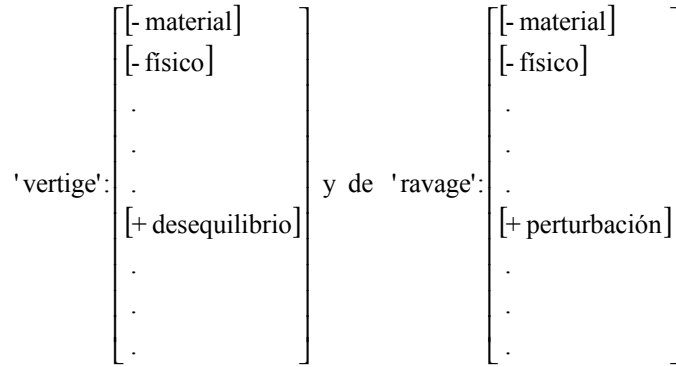 [- material] [- material]
[- físico] [- físico]
. .
. .
'vertige': . y de 'ravage': .
[+ desequilibrio] [+ perturbación]
. .
. .
. .